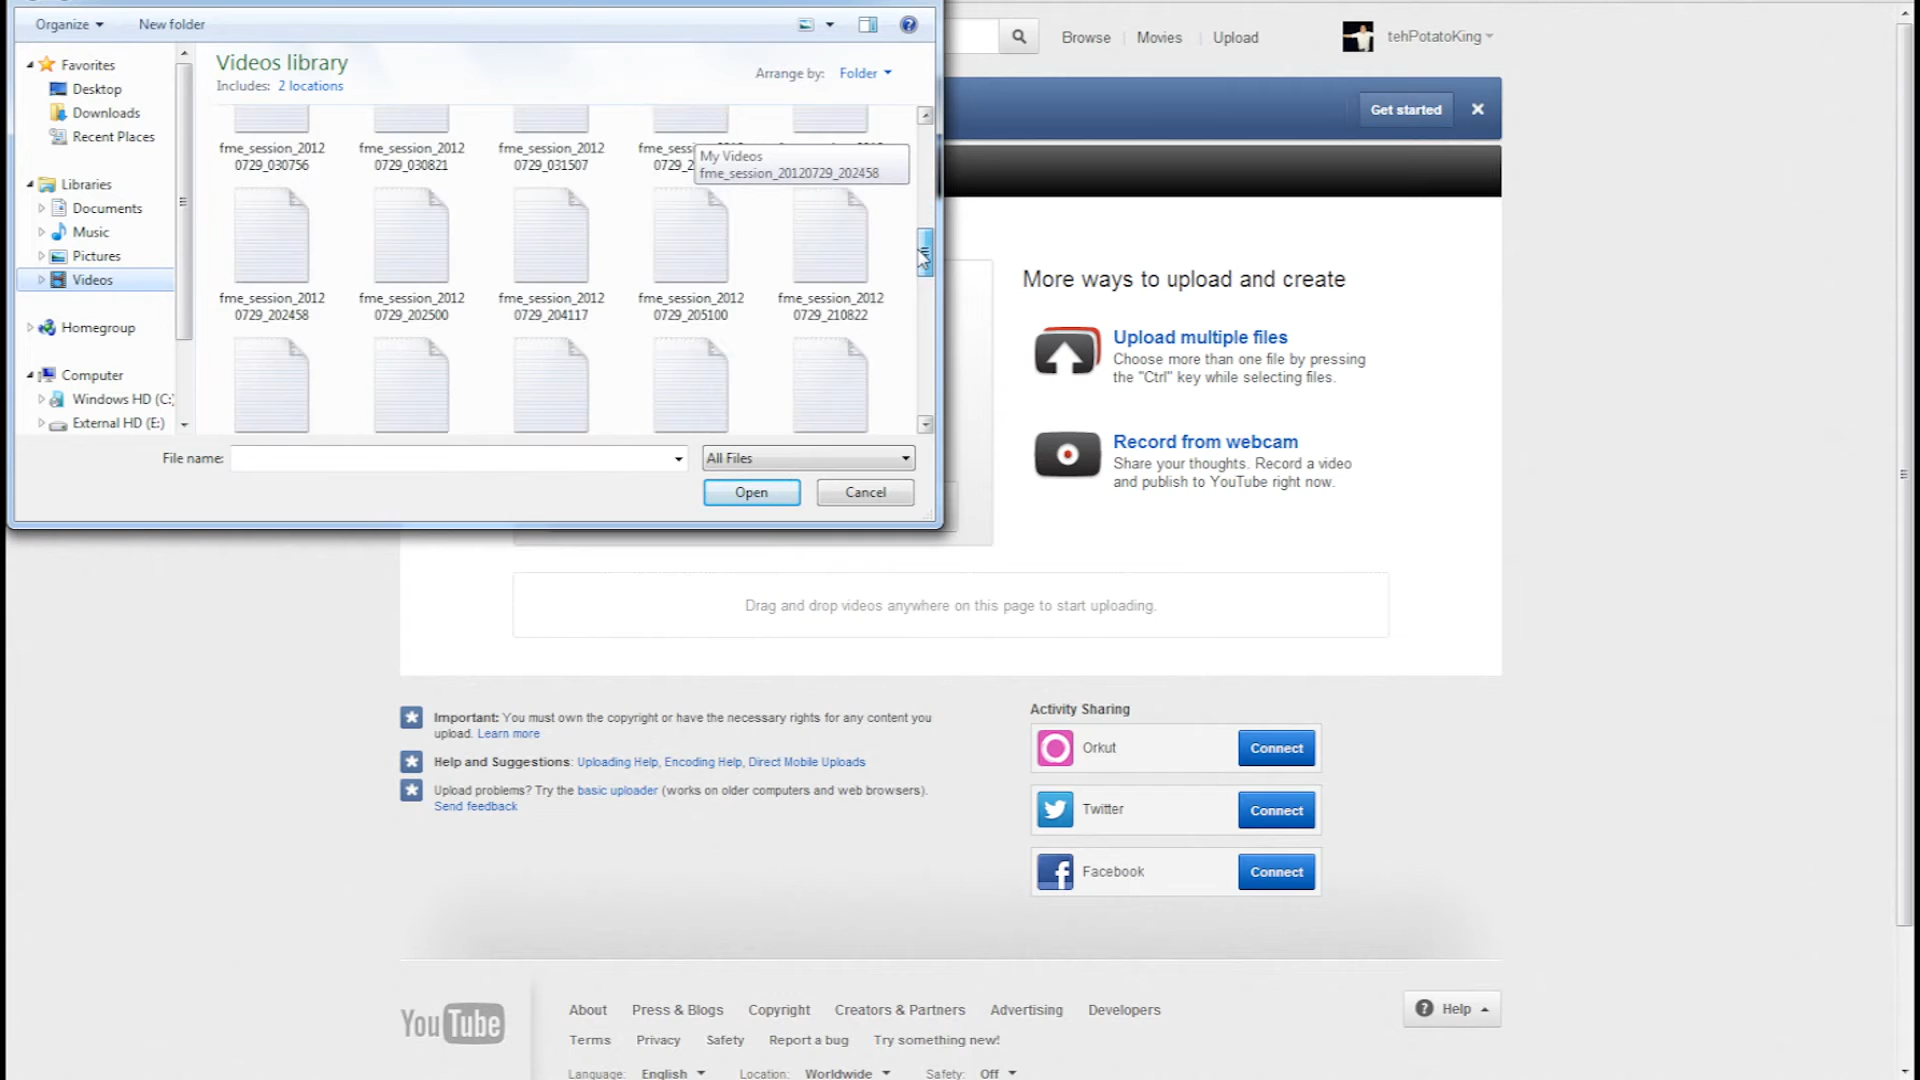 Organize
New folder
Favorites
Desktop
Downloads
Recent Places
Libraries
Documents
Music
Pictures
Videos
Homegroup
Computer
Windows HD (C:)
External HD (E:)
Videos library
Includes: 2 locations
Arrange by: Folder
fme_session_2012
0729_030756
fme_session_2012
0729_030821
fme_session_2012
0729_031507
My Videos
fme_session_20120729_202458
fme_session_2012
0729_202458
fme_session_2012
0729_202500
fme_session_2012
0729_204117
fme_session_2012
0729_205100
fme_session_2012
0729_210822
File name:
All Files
Open
Cancel
Browse
Movies
Upload
tehPotatoKing
Get started
More ways to upload and create
Upload multiple files
Choose more than one file by pressing
the "Ctrl" key while selecting files.
Record from webcam
Share your thoughts. Record a video
and publish to YouTube right now.
Drag and drop videos anywhere on this page to start uploading.
Important: You must own the copyright or have the necessary rights for any content you
upload. Learn more
Help and Suggestions: Uploading Help, Encoding Help, Direct Mobile Uploads
Upload problems? Try the basic uploader (works on older computers and web browsers).
Send feedback
Activity Sharing
Orkut
Connect
Twitter
Connect
Facebook
Connect
YouTube
About
Press & Blogs
Copyright
Creators & Partners
Advertising
Developers
Help
Terms
Privacy
Safety
Report a bug
Try something new!
Language: English
Location: Worldwide
Safety: Off